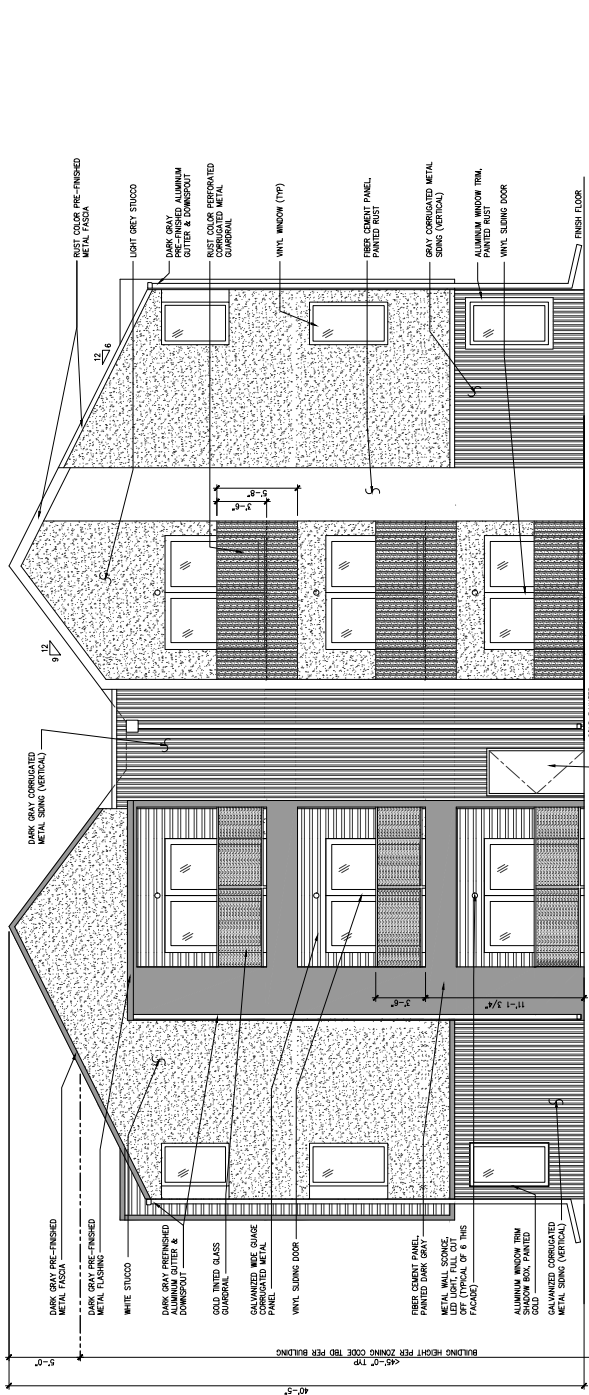 RUST COLOR PRE-FINISHED
METAL FASCIA
LIGHT GREY STUCCO
DARK GRAY
PRE-FINISHED ALUMINUM
GUTTER & DOWNSPOUT
RUST COLOR PERFORATED
CORRUGATED METAL
GUARDRAIL
VINYL WINDOW (TYP)
FIBER CEMENT PANEL,
PAINTED RUST
GRAY CORRUGATED METAL
SIDING (VERTICAL)
ALUMINUM WINDOW TRIM,
PAINTED RUST
VINYL SLIDING DOOR
FINISH FLOOR
12
6
12
9
5'-8"
3'-6"
DARK GRAY CORRUGATED
METAL SIDING (VERTICAL)
3'-6"
11'-1 3/4"
DARK GRAY PRE-FINISHED
METAL FASCIA
DARK GRAY PRE-FINISHED
METAL FLASHING
WHITE STUCCO
DARK GRAY PREFINISHED
ALUMINUM GUTTER &
DOWNSPOUT
GOLD TINTED GLASS
GUARDRAIL
GALVANIZED WIDE GUAGE
CORRUGATED METAL
PANEL
VINYL SLIDING DOOR
FIBER CEMENT PANEL,
PAINTED DARK GRAY
METAL WALL SCONCE,
LED LIGHT, FULL CUT
OFF (TYPICAL OF 6 THIS
FACADE)
ALUMINUM WINDOW TRIM
SHADOW BOX, PAINTED
GOLD
GALVANIZED CORRUGATED
METAL SIDING (VERTICAL)
5'-0"
<45'-0" TYP
BUILDING HEIGHT PER ZONING CODE TBD PER BUILDING
40'-5"